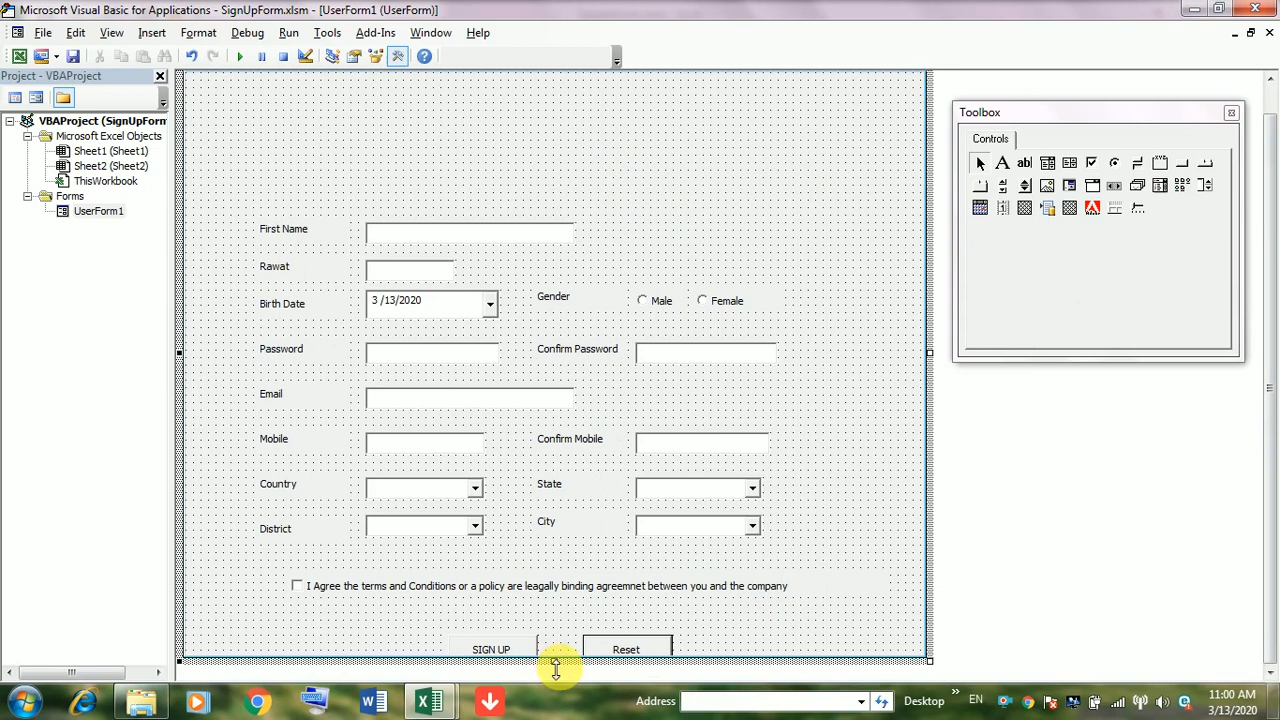 Microsoft Visual Basic for Applications - SignUpForm.xlsm - [UserForm1 (UserForm)]
File Edit View Insert Format Debug Run Tools Add-Ins Window Help
Project - VBAProject
VBAProject (SignUpForm
Microsoft Excel Objects
Sheet1 (Sheet1)
Sheet2 (Sheet2)
ThisWorkbook
Forms
UserForm1
First Name
Rawat
Birth Date 3 /13/2020 Gender Male Female
Password Confirm Password
Email
Mobile Confirm Mobile
Country State
District City
I Agree the terms and Conditions or a policy are leagally binding agreemnet between you and the company
SIGN UP Reset
Toolbox
Controls
A ab|
Address Desktop » EN 11:00 AM
3/13/2020